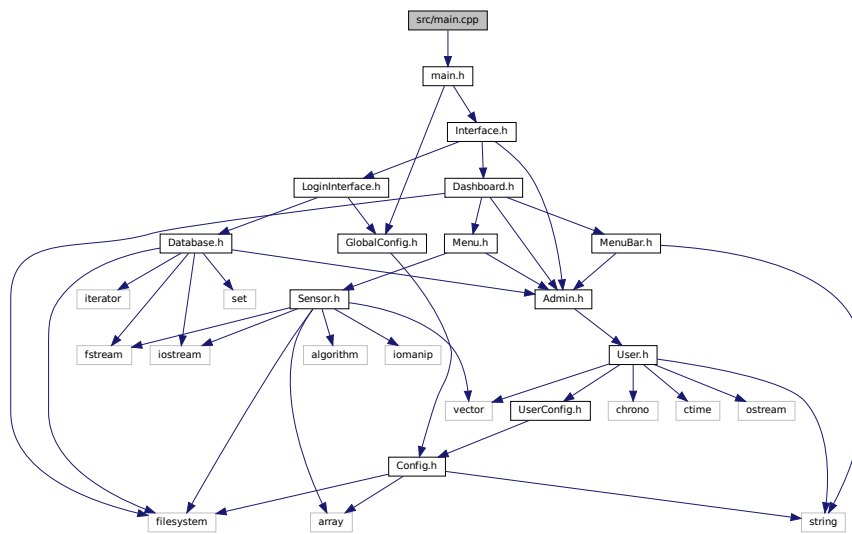 src/main.cpp
main.h
Interface.h
LoginInterface.h
Dashboard.h
Database.h
GlobalConfig.h
Menu.h
MenuBar.h
iterator
set
Sensor.h
Admin.h
fstream
iostream
algorithm
iomanip
User.h
vector
UserConfig.h
chrono
ctime
ostream
Config.h
filesystem
array
string